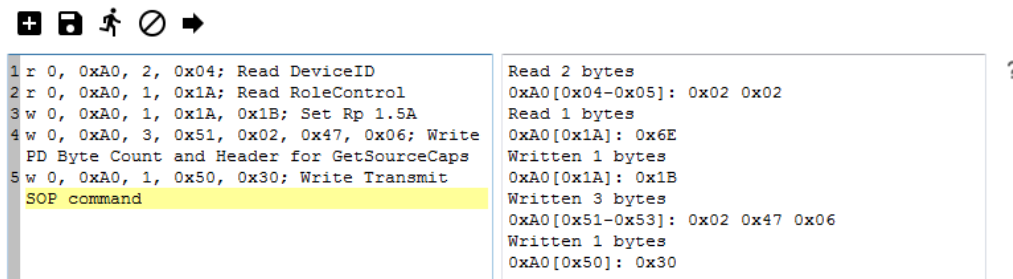 1 r 0, 0xA0, 2, 0x04; Read DeviceID
2 r 0, 0xA0, 1, 0x1A; Read RoleControl
3 w 0, 0xA0, 1, 0x1A, 0x1B; Set Rp 1.5A
4 w 0, 0xA0, 3, 0x51, 0x02, 0x47, 0x06; Write
PD Byte Count and Header for GetSourceCaps
5 w 0, 0xA0, 1, 0x50, 0x30; Write Transmit
SOP command
Read 2 bytes
0xA0[0x04-0x05]: 0x02 0x02
Read 1 bytes
0xA0[0x1A]: 0x6E
Written 1 bytes
0xA0[0x1A]: 0x1B
Written 3 bytes
0xA0[0x51-0x53]: 0x02 0x47 0x06
Written 1 bytes
0xA0[0x50]: 0x30
?